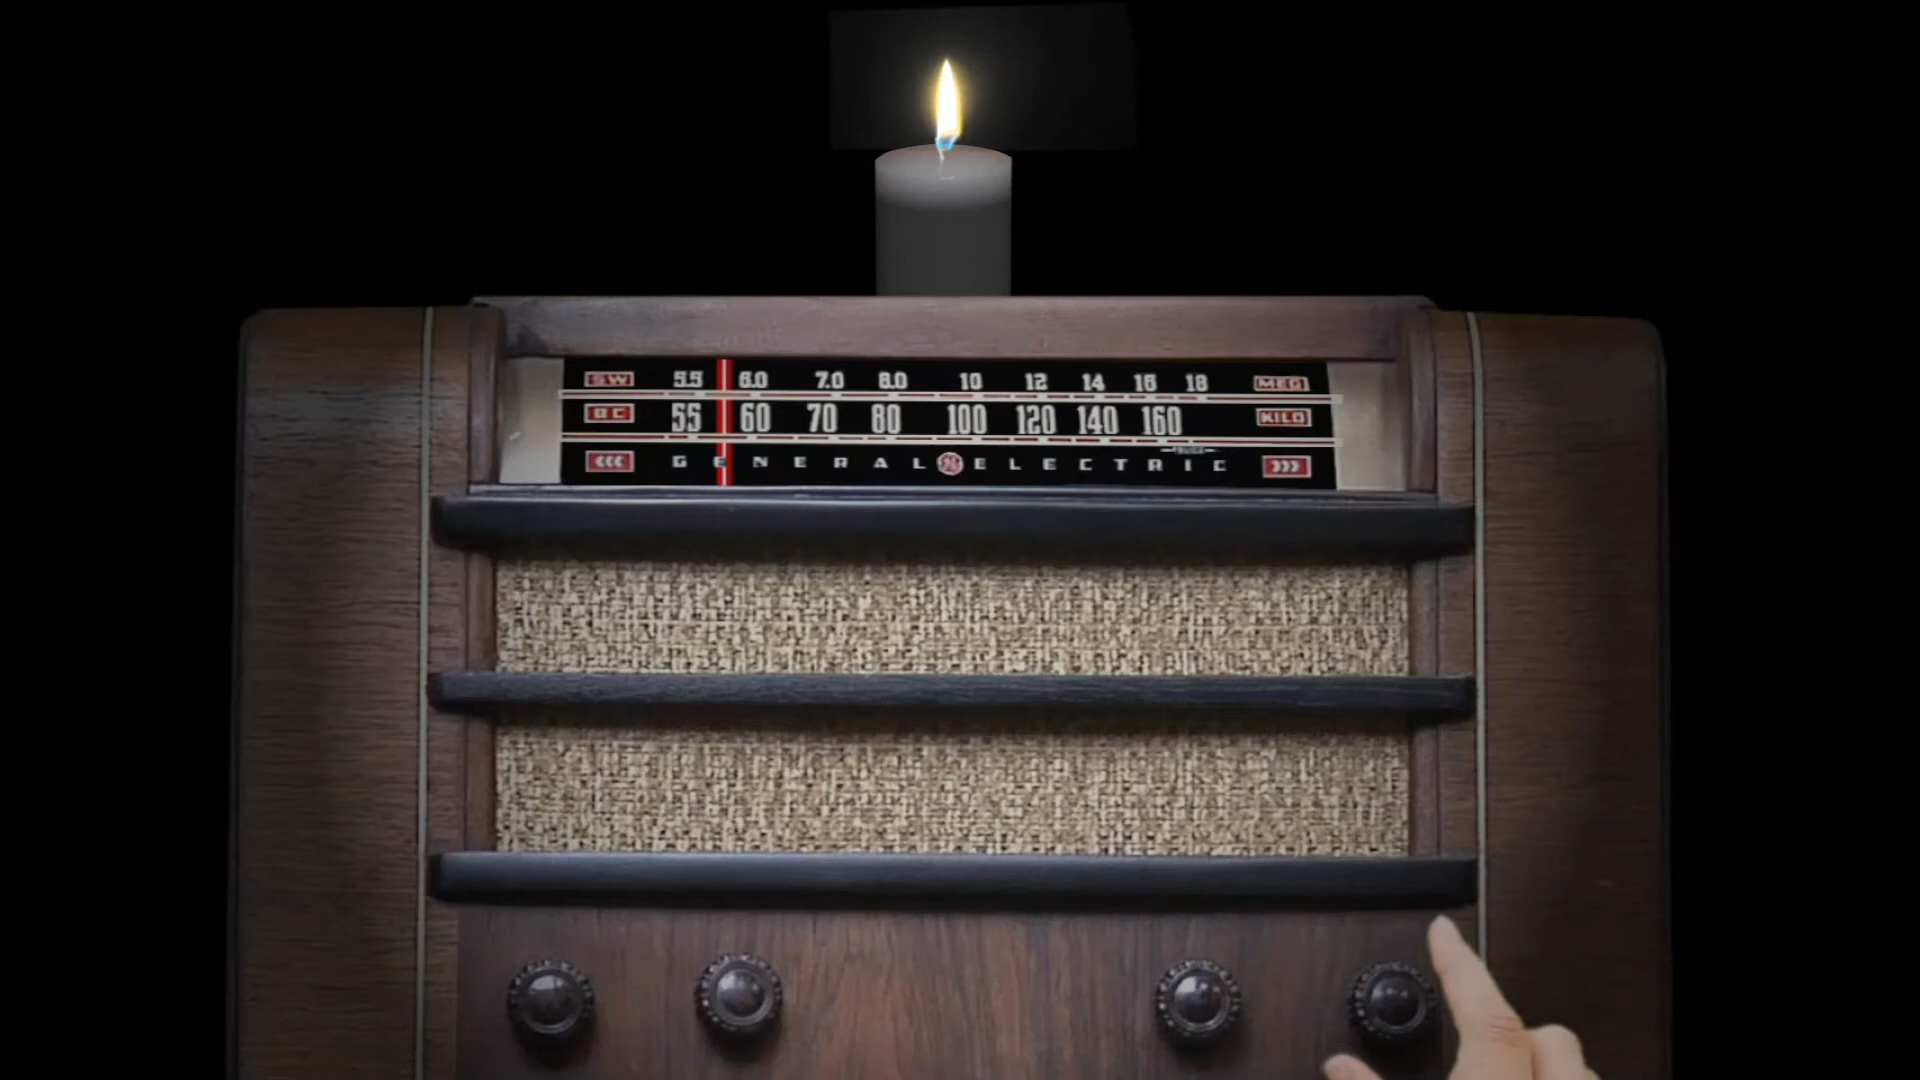 SW 5.5 6.0 7.0 8.0 10 12 14 16 18 MEG
BC 55 60 70 80 100 120 140 160 KILO
GENERAL GE ELECTRIC